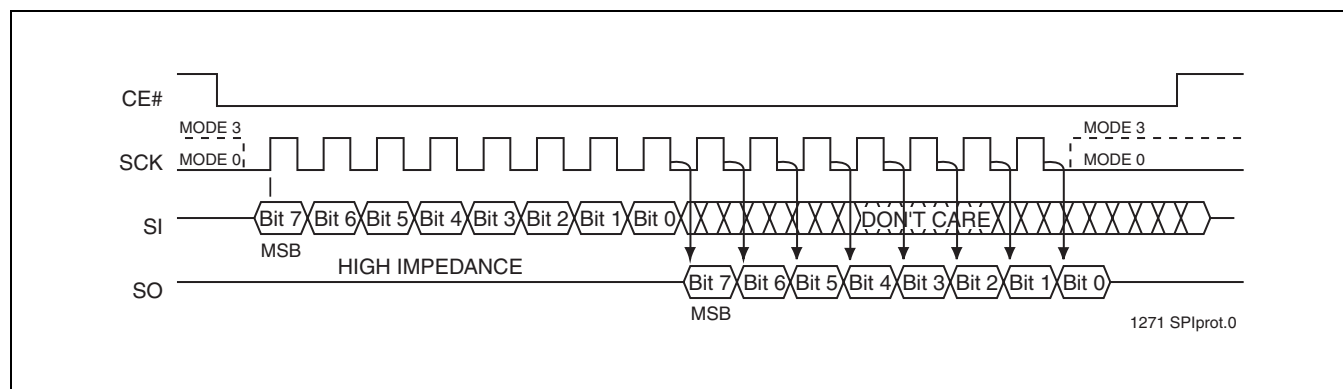 CE#
MODE 3 MODE 3
SCK MODE 0 MODE 0
SI Bit 7 Bit 6 Bit 5 Bit 4 Bit 3 Bit 2 Bit 1 Bit 0 DON'T CARE
MSB
HIGH IMPEDANCE
SO Bit 7 Bit 6 Bit 5 Bit 4 Bit 3 Bit 2 Bit 1 Bit 0
MSB
1271 SPIprot.0